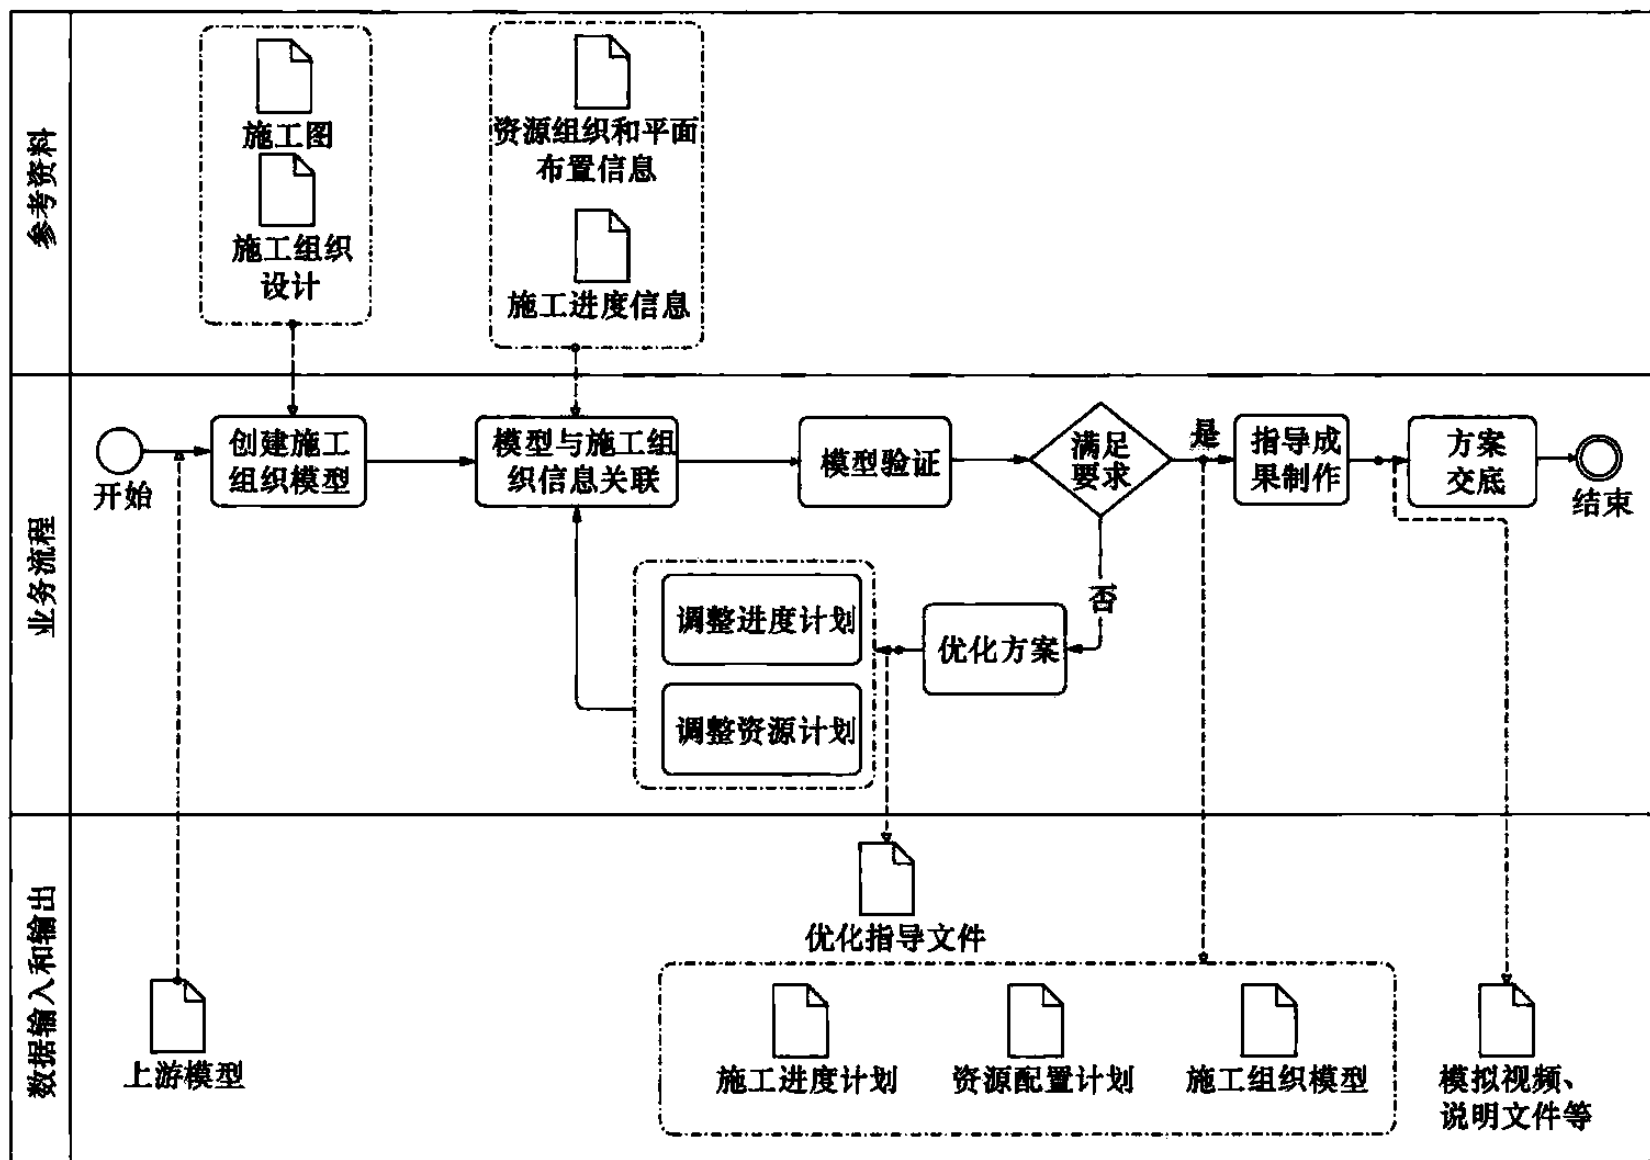 参考资料
施工图
施工组织
设计
资源组织和平面
布置信息
施工进度信息
业务流程
开始
创建施工
组织模型
模型与施工组
织信息关联
模型验证
满足
要求
是
指导成
果制作
方案
交底
结束
否
优化方案
调整进度计划
调整资源计划
数据输入和输出
上游模型
优化指导文件
施工进度计划
资源配置计划
施工组织模型
模拟视频、
说明文件等